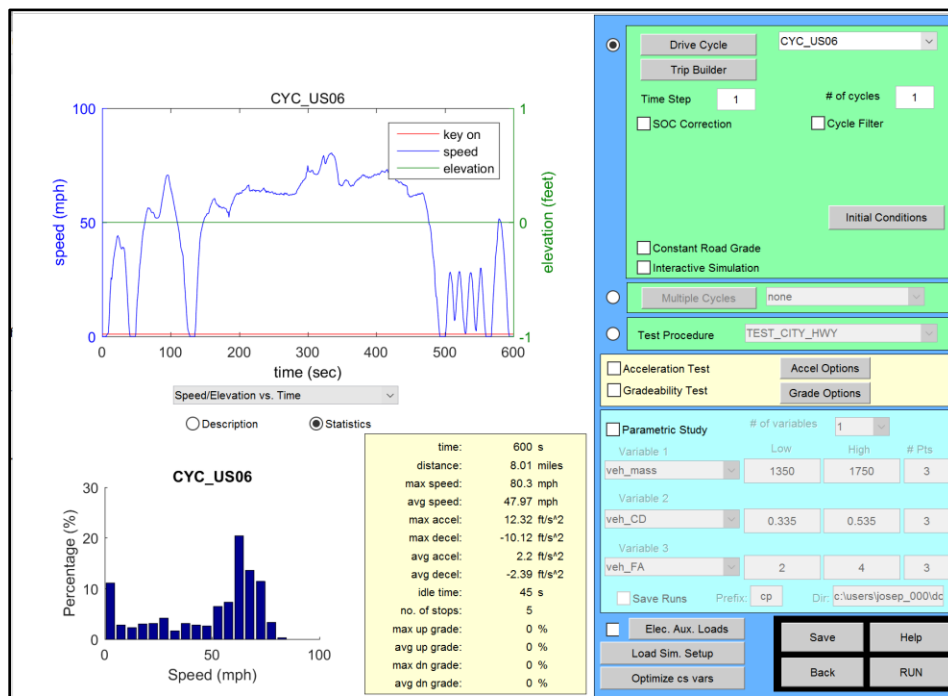 CYC_US06
100
50
0
1
0
-1
speed (mph)
elevation (feet)
key on
speed
elevation
0 100 200 300 400 500 600
time (sec)
Speed/Elevation vs. Time
Description Statistics
CYC_US06
30
20
10
0
Percentage (%)
0 50 100
Speed (mph)
time: 600 s
distance: 8.01 miles
max speed: 80.3 mph
avg speed: 47.97 mph
max accel: 12.32 ft/s^2
max decel: -10.12 ft/s^2
avg accel: 2.2 ft/s^2
avg decel: -2.39 ft/s^2
idle time: 45 s
no. of stops: 5
max up grade: 0 %
avg up grade: 0 %
max dn grade: 0 %
avg dn grade: 0 %
Drive Cycle CYC_US06
Trip Builder
Time Step 1 # of cycles 1
SOC Correction Cycle Filter
Initial Conditions
Constant Road Grade
Interactive Simulation
Multiple Cycles none
Test Procedure TEST_CITY_HWY
Acceleration Test Accel Options
Gradeability Test Grade Options
Parametric Study # of variables 1
Variable 1 Low High # Pts
veh_mass 1350 1750 3
Variable 2
veh_CD 0.335 0.535 3
Variable 3
veh_FA 2 4 3
Save Runs Prefix: cp Dir: c:\users\josep_000\dc
Elec. Aux. Loads Save Help
Load Sim. Setup
Optimize cs vars Back RUN